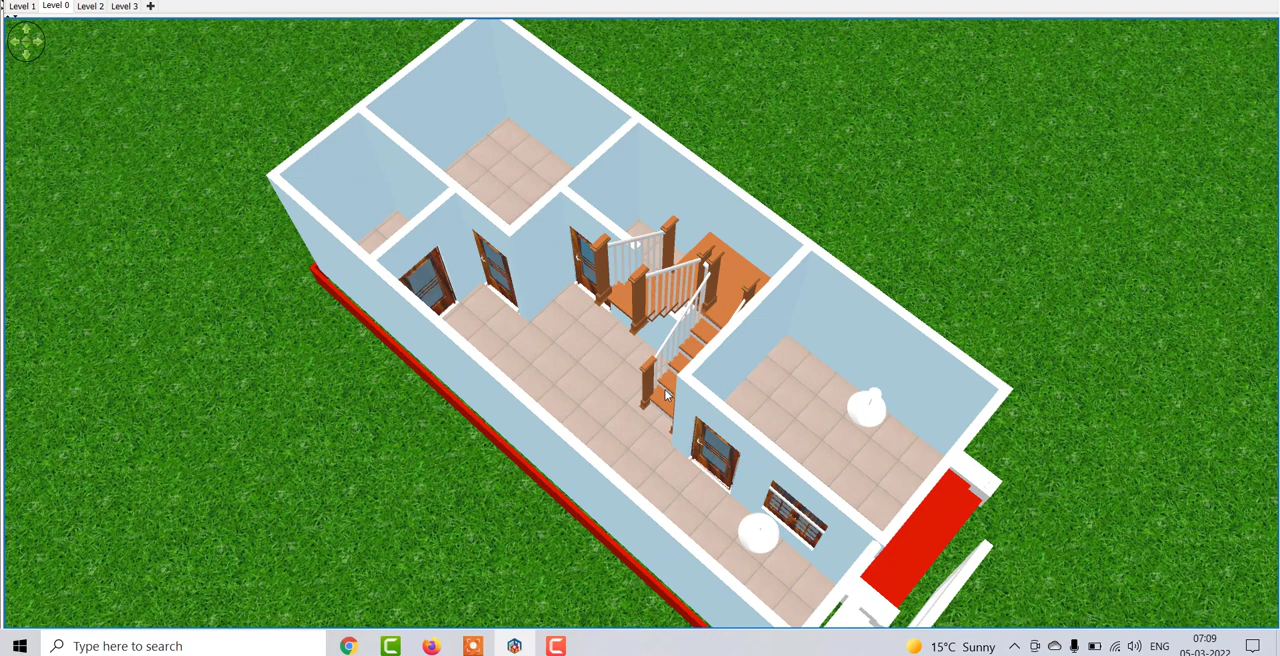 Level 1 Level 0 Level 2 Level 3
Type here to search
15°C Sunny
ENG
07:09
05-03-2022